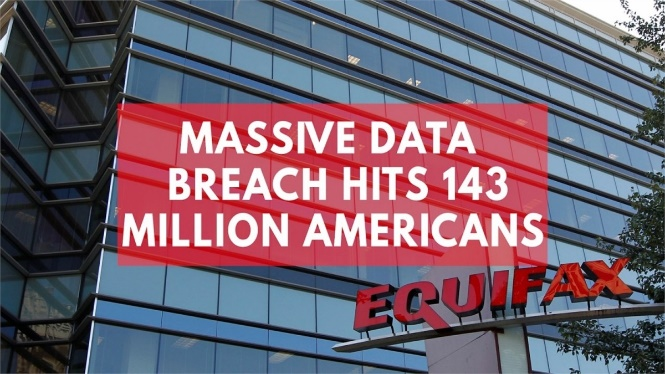 MASSIVE DATA
BREACH HITS 143
MILLION AMERICANS
EQUIFAX